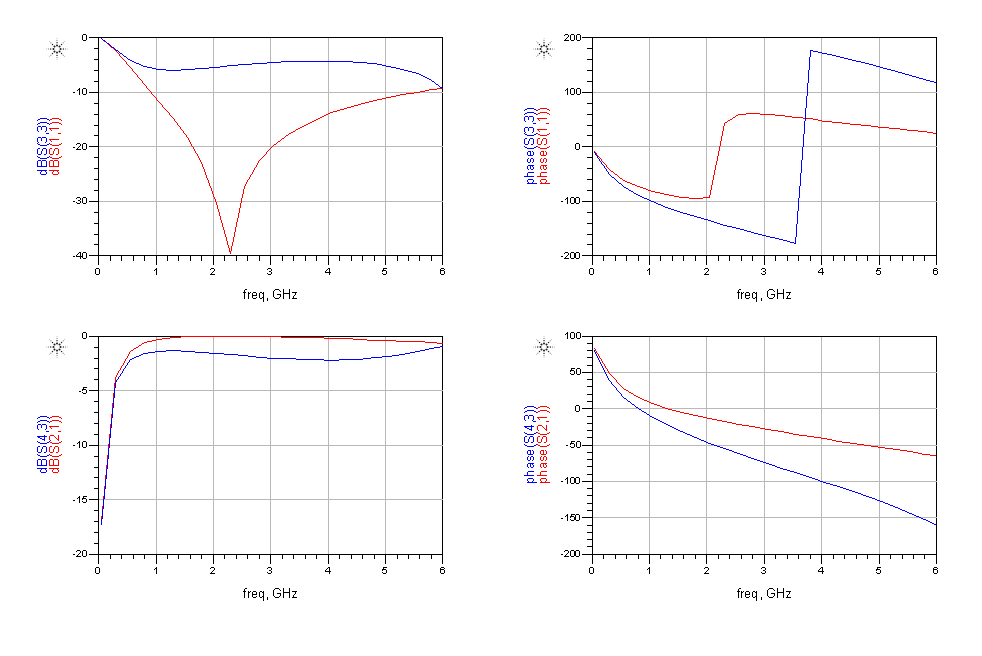 0
-10
-20
-30
-40
0 1 2 3 4 5 6
freq, GHz
dB(S(3,3))
dB(S(1,1))
200
100
0
-100
-200
0 1 2 3 4 5 6
freq, GHz
phase(S(3,3))
phase(S(1,1))
0
-5
-10
-15
-20
0 1 2 3 4 5 6
freq, GHz
dB(S(4,3))
dB(S(2,1))
100
50
0
-50
-100
-150
-200
0 1 2 3 4 5 6
freq, GHz
phase(S(4,3))
phase(S(2,1))